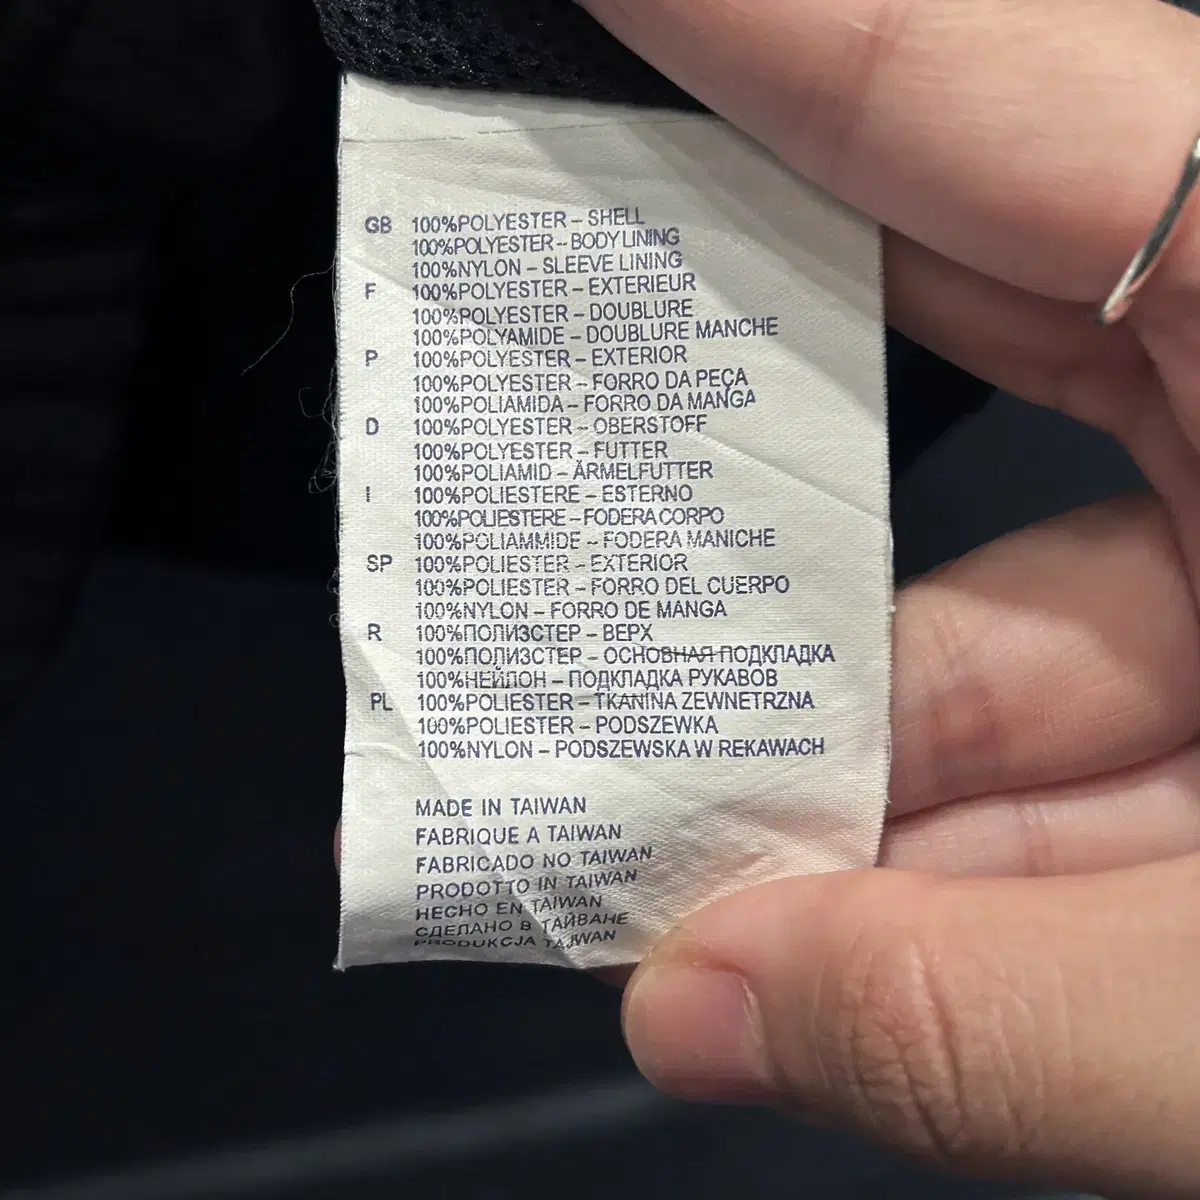 GB 100%POLYESTER – SHELL
100%POLYESTER – BODY LINING
100%NYLON – SLEEVE LINING
F 100%POLYESTER – EXTERIEUR
100%POLYESTER – DOUBLURE
100%POLYAMIDE – DOUBLURE MANCHE
P 100%POLYESTER – EXTERIOR
100%POLYESTER – FORRO DA PEÇA
100%POLIAMIDA – FORRO DA MANGA
D 100%POLYESTER – OBERSTOFF
100%POLYESTER – FUTTER
100%POLIAMID – ÄRMELFUTTER
I 100%POLIESTERE – ESTERNO
100%POLIESTERE – FODERA CORPO
100%POLIAMMIDE – FODERA MANICHE
SP 100%POLIESTER – EXTERIOR
100%POLIESTER – FORRO DEL CUERPO
100%NYLON – FORRO DE MANGA
R 100%ПОЛИЗСТЕР – ВЕРХ
100%ПОЛИЗСТЕР – ОСНОВНАЯ ПОДКЛАДКА
100%НЕЙЛОН – ПОДКЛАДКА РУКАВОВ
PL 100%POLIESTER – TKANINA ZEWNETRZNA
100%POLIESTER – PODSZEWKA
100%NYLON – PODSZEWSKA W REKAWACH
MADE IN TAIWAN
FABRIQUE A TAIWAN
FABRICADO NO TAIWAN
PRODOTTO IN TAIWAN
HECHO EN TAIWAN
СДЕЛАНО В ТАЙВАНЕ
PRODUKCJA TAJWAN